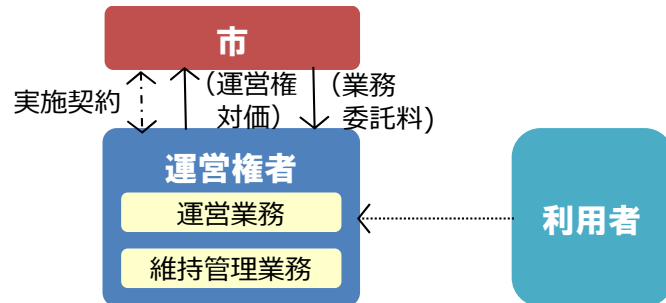 市
実施契約
（運営権
対価）
（業務
委託料)
運営権者
運営業務
維持管理業務
利用者